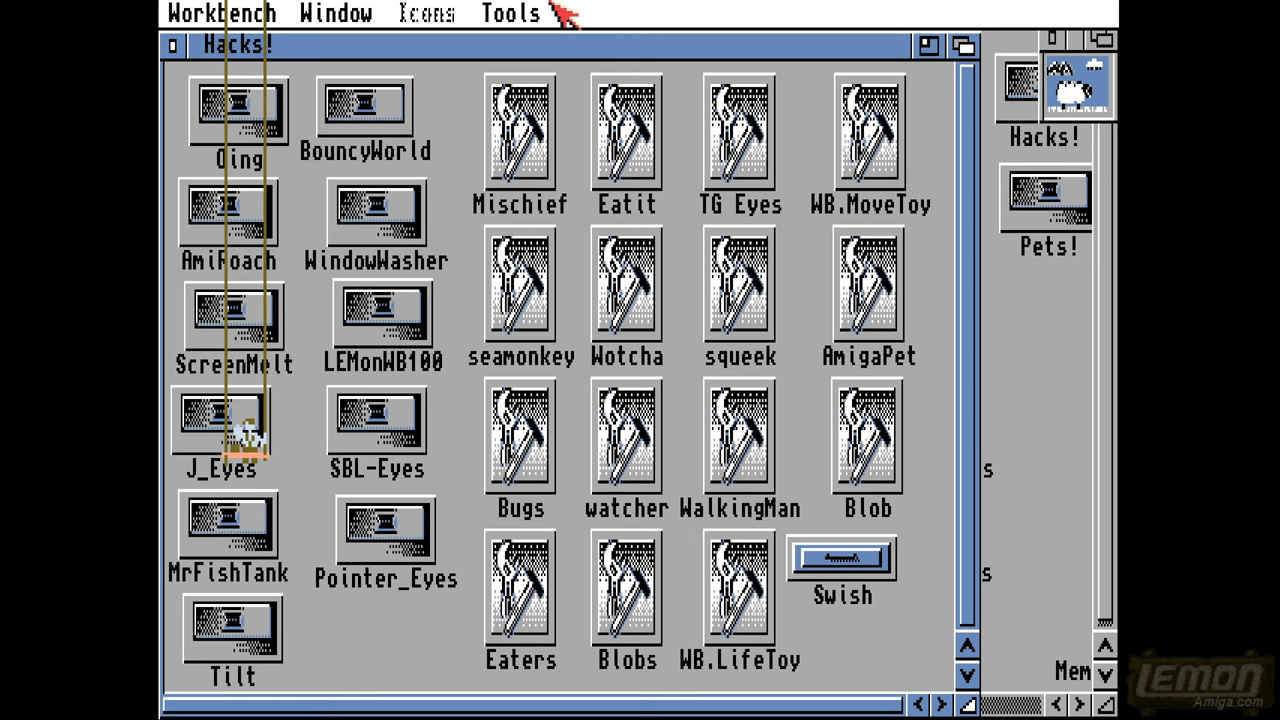 Workbench Window Icons Tools
Hacks!
Oing BouncyWorld
Mischief Eatit TG Eyes WB.MoveToy
AmiRoach WindowWasher
seamonkey Wotcha squeek AmigaPet
ScreenMelt LEMonWB100
J_Eyes SBL-Eyes
Bugs watcher WalkingMan Blob
MrFishTank Pointer_Eyes
Swish
Eaters Blobs WB.LifeToy
Tilt
Hacks!
Pets!
s
s
Mem
LEMON
Amiga.com